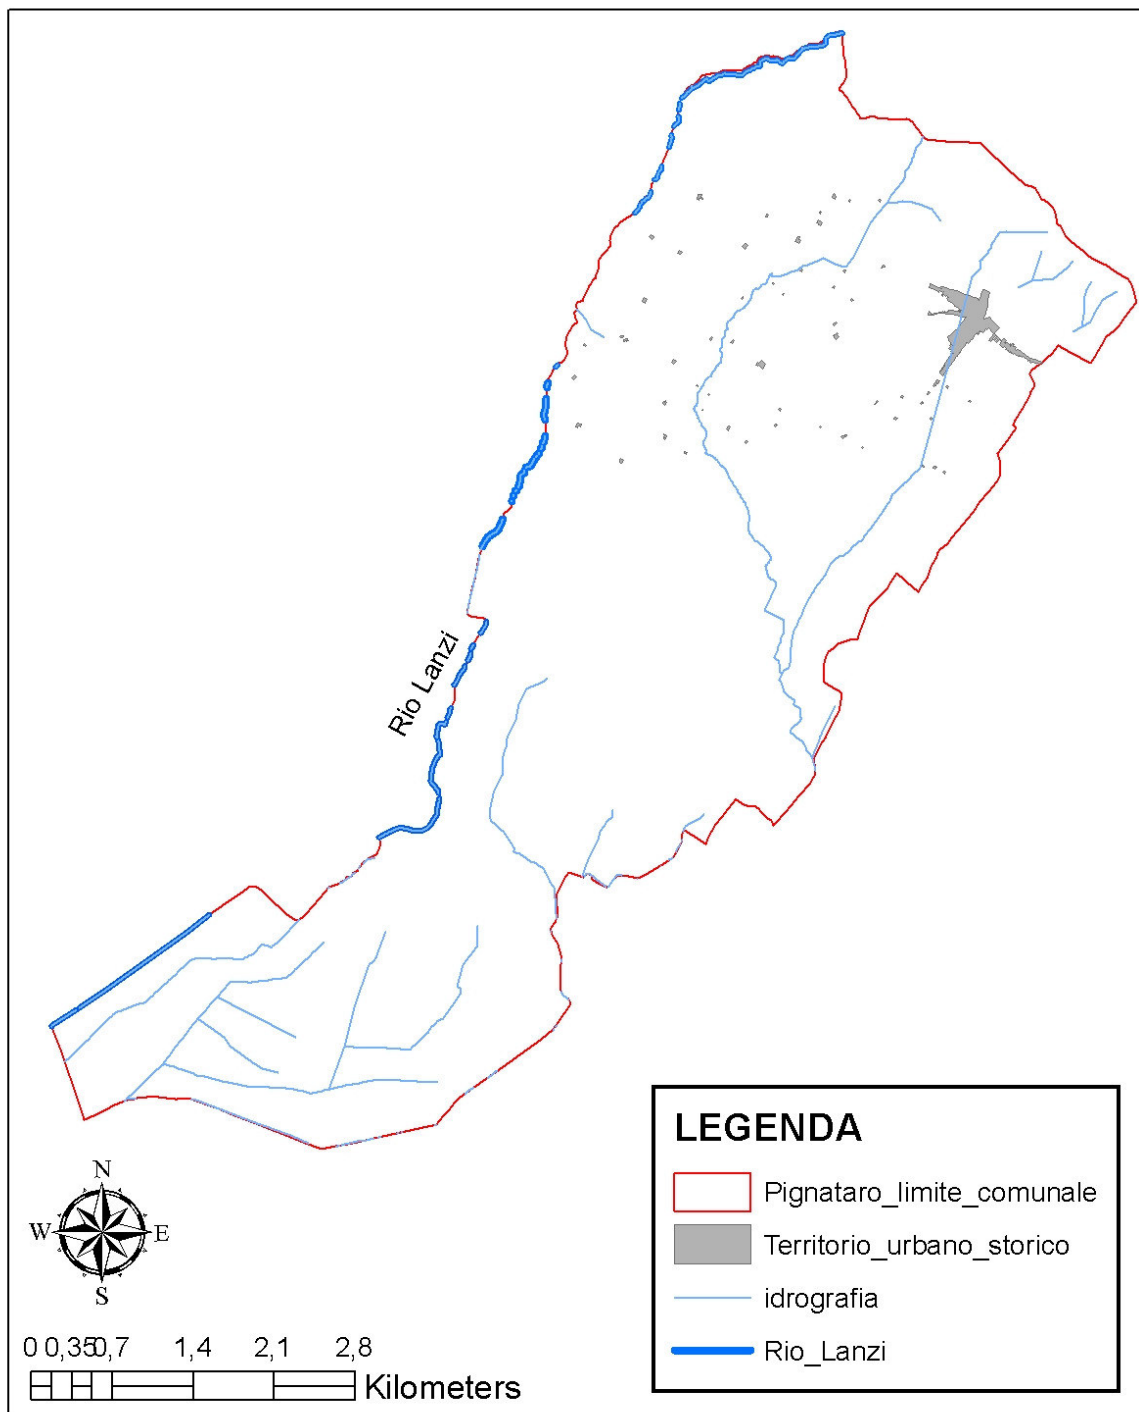 Rio Lanzi
LEGENDA
Pignataro_limite_comunale
Territorio_urbano_storico
idrografia
Rio_Lanzi
N
W E
S
0 0,35 0,7 1,4 2,1 2,8
Kilometers